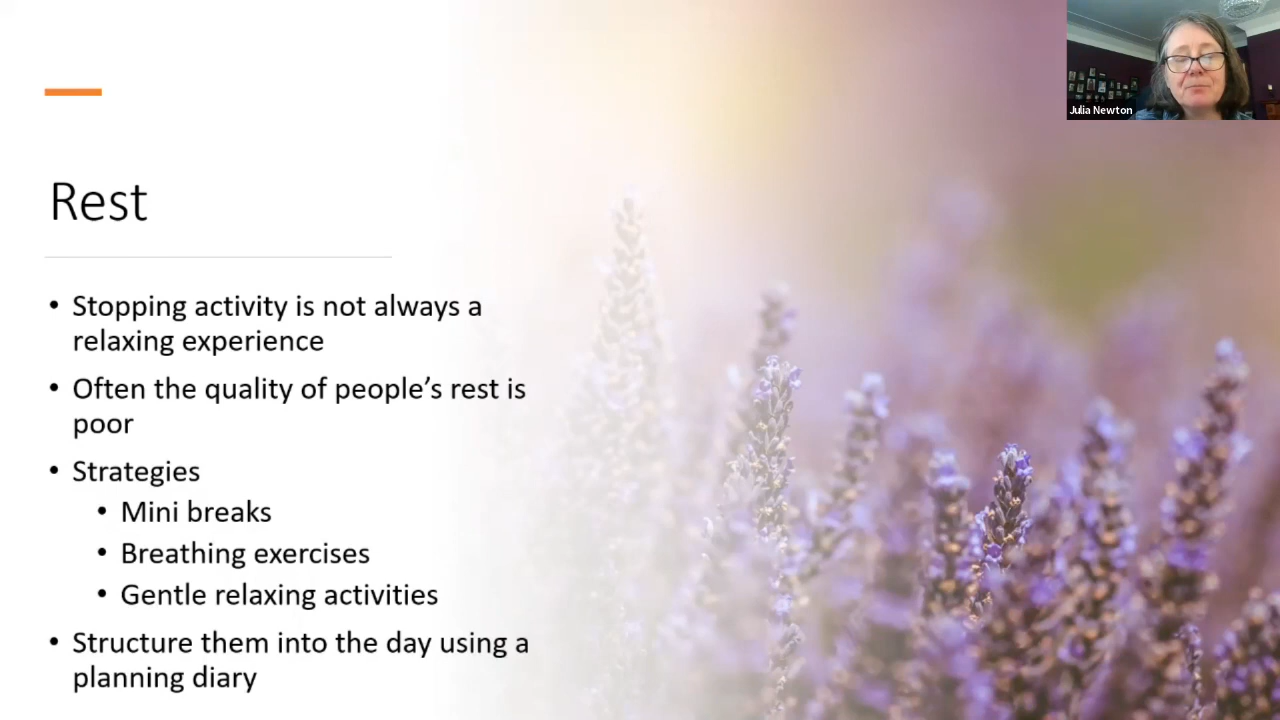 Julia Newton
Rest
• Stopping activity is not always a
relaxing experience
• Often the quality of people’s rest is
poor
• Strategies
• Mini breaks
• Breathing exercises
• Gentle relaxing activities
• Structure them into the day using a
planning diary